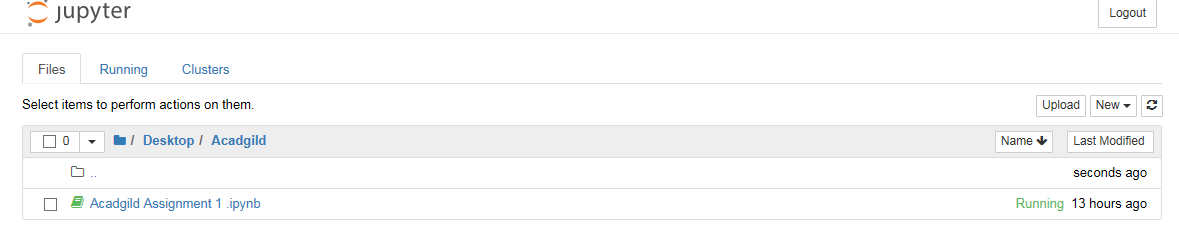 jupyter
Logout
Files Running Clusters
Select items to perform actions on them.
Upload New
0 / Desktop / Acadgild Name Last Modified
.. seconds ago
Acadgild Assignment 1 .ipynb Running 13 hours ago